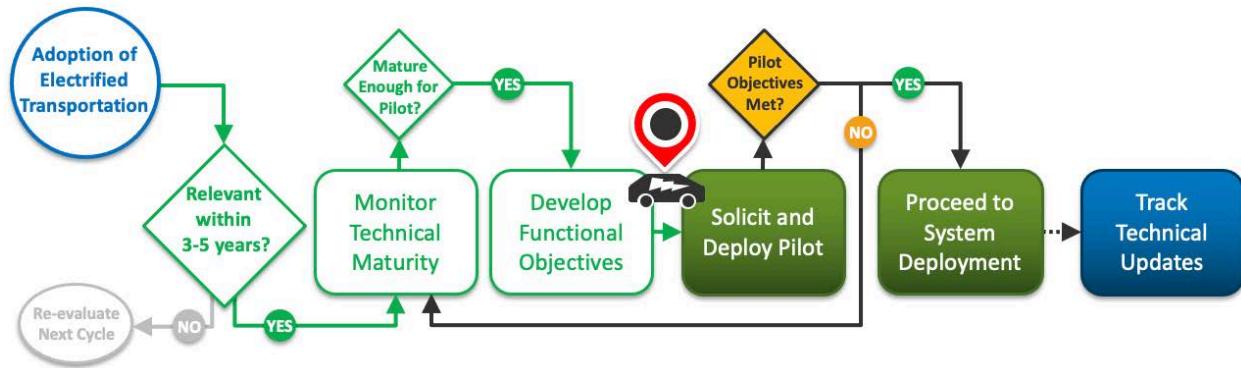 Adoption of
Electrified
Transportation
Relevant
within
3-5 years?
NO
Re-evaluate
Next Cycle
YES
Monitor
Technical
Maturity
Mature
Enough for
Pilot?
YES
Develop
Functional
Objectives
Solicit and
Deploy Pilot
Pilot
Objectives
Met?
NO
YES
Proceed to
System
Deployment
Track
Technical
Updates